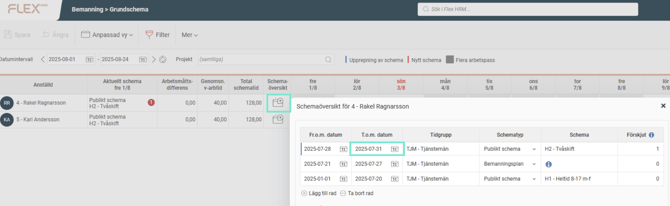 FLEX
Bemanning > Grundschema
Sök i Flex HRM...
Spara Ångra Anpassad vy Filter Mer
Datumintervall 2025-08-01 - 2025-08-24 Projekt (samtliga) Upprepning av schema Nytt schema Flera arbetspass
Anställd Aktuellt schema fre 1/8 Arbetsmåtts-differens Genomsn. v-arbtid Total schematid Schema-översikt fre 1/8 lör 2/8 sön 3/8 mån 4/8 tis 5/8 ons 6/8 tor 7/8 fre 8/8 lör 9/8
RR 4 - Rakel Ragnarsson Publikt schema H2 - Tvåskift 0,00 40,00 128,00
KA 5 - Karl Andersson Publikt schema H2 - Tvåskift 0,00 40,00 128,00
Schemaöversikt för 4 - Rakel Ragnarsson
Fr.o.m. datum T.o.m. datum Tidgrupp Schematyp Schema Förskjut
2025-07-28 2025-07-31 TJM - Tjänstemän Publikt schema H2 - Tvåskift 1
2025-07-21 2025-07-27 TJM - Tjänstemän Bemanningsplan 0
2025-01-01 2025-07-20 TJM - Tjänstemän Publikt schema H1 - Heltid 8-17 m-f 0
Lägg till rad Ta bort rad